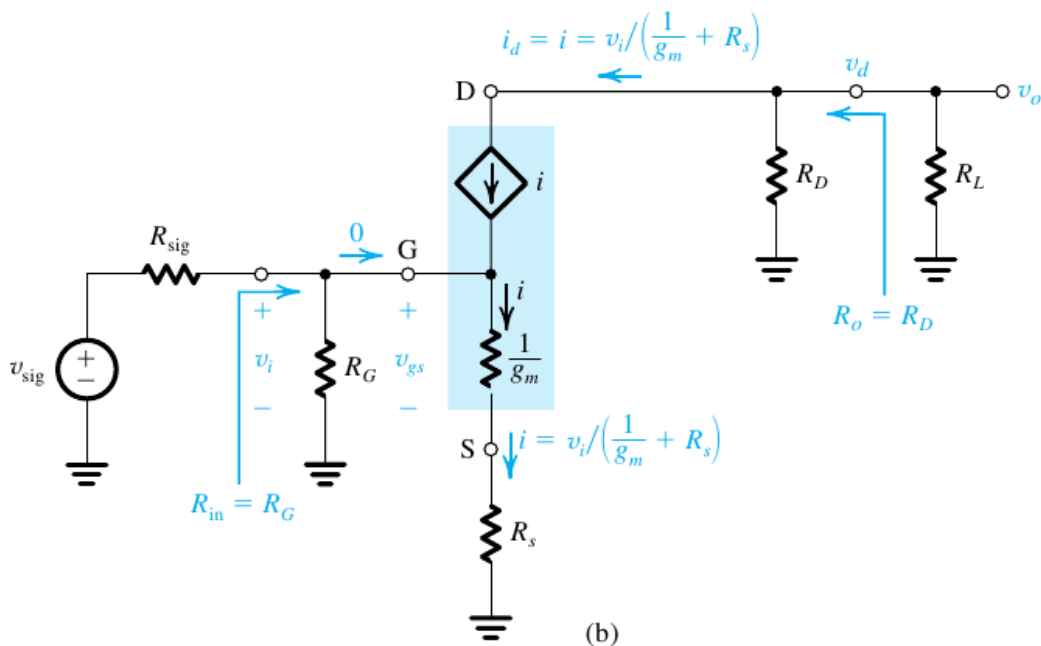 i_d = i = v_i/(1/g_m + R_s)
D
v_d
v_o
i
R_D
R_L
R_sig
0
G
i
R_o = R_D
+
+
v_sig
+
−
v_i
R_G
v_gs
1/g_m
−
−
S
i = v_i/(1/g_m + R_s)
R_in = R_G
R_s
(b)